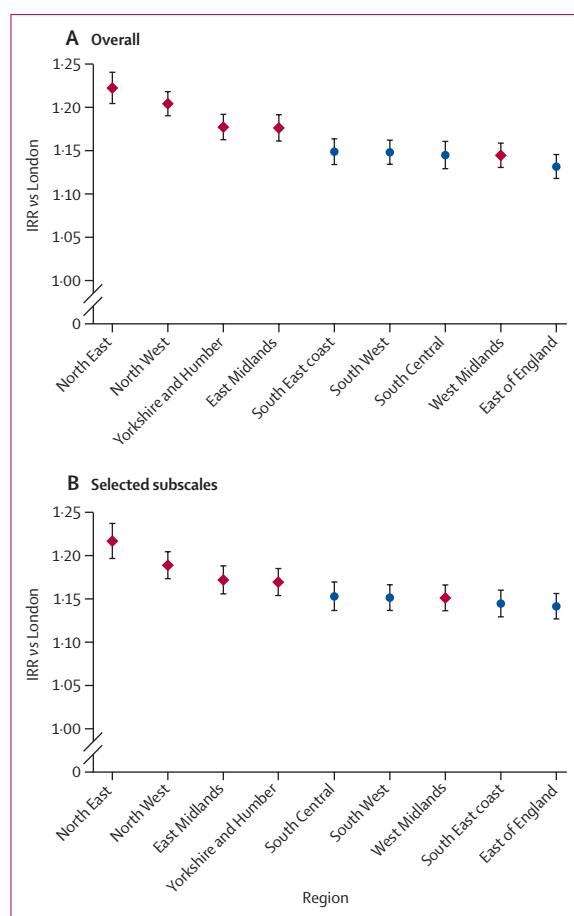 A Overall
1·25
1·20
1·15
1·10
1·05
1·00
0
IRR vs London
North East
North West
Yorkshire and Humber
East Midlands
South East coast
South West
South Central
West Midlands
East of England
B Selected subscales
1·25
1·20
1·15
1·10
1·05
1·00
0
IRR vs London
North East
North West
East Midlands
Yorkshire and Humber
South Central
South West
West Midlands
South East coast
East of England
Region